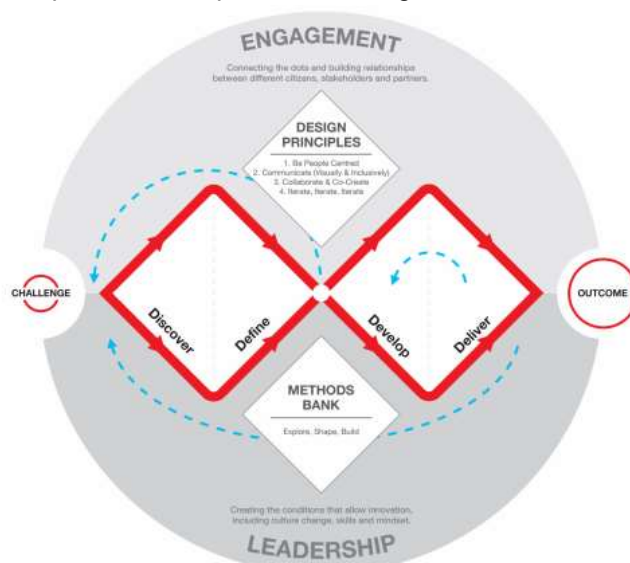 ENGAGEMENT
Connecting the dots and building relationships
between different citizens, stakeholders and partners.
DESIGN
PRINCIPLES
1. Be People Centred
2. Communicate (Visually & Inclusively)
3. Collaborate & Co-Create
4. Iterate, Iterate, Iterate
CHALLENGE
OUTCOME
Discover
Define
Develop
Deliver
METHODS
BANK
Explore, Shape, Build
Creating the conditions that allow innovation,
including culture change, skills and mindset.
LEADERSHIP